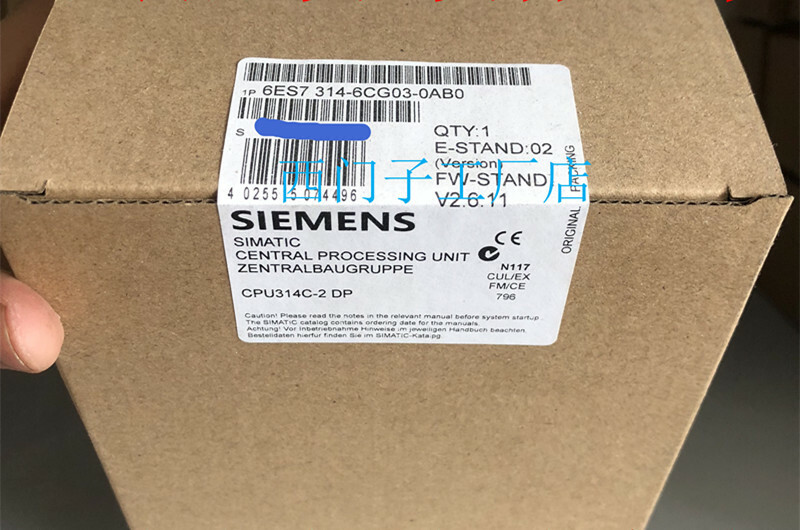 1P 6ES7 314-6CG03-0AB0
S
QTY:1
E-STAND:02
(Version)
FW-STAND
V2.6.11
西门子工厂店
ORIGINAL PACKING
SIEMENS
SIMATIC
CENTRAL PROCESSING UNIT
ZENTRALBAUGRUPPE
CPU314C-2 DP
CE
N117
CUL/EX
FM/CE
796
Caution! Please read the notes in the relevant manual before system startup.
The SIMATIC catalog contains ordering date for the manuals.
Achtung! Vor Inbetriebnahme Hinweise im jeweiligen Handbuch beachten.
Bestelldaten hierfur finden Sie im SIMATIC-Kata pg.